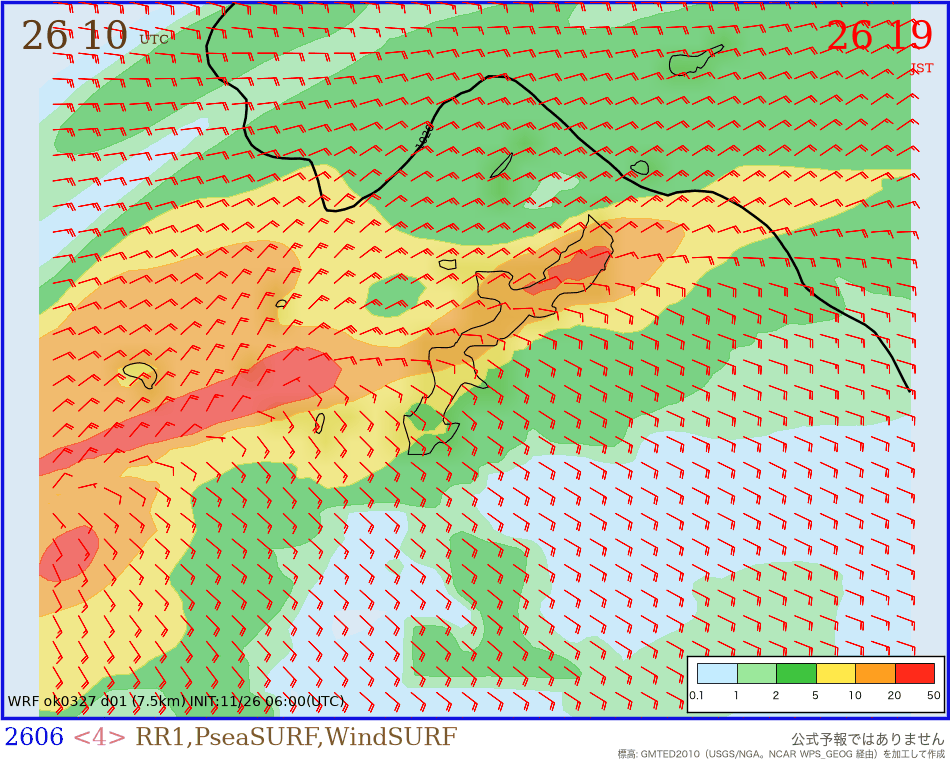 26 10 UTC
26 19
JST
1020
WRF ok0327 d01 (7.5km) INIT:11/26 06:00(UTC)
0.1 1 2 5 10 20 50
2606 <4> RR1,PseaSURF,WindSURF
公式予報ではありません
標高: GMTED2010（USGS/NGA。NCAR WPS_GEOG 経由）を加工して作成